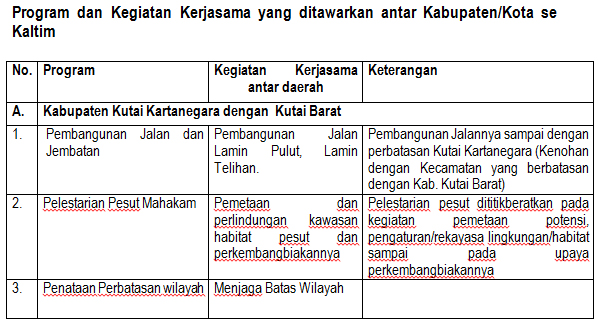 Program dan Kegiatan Kerjasama yang ditawarkan antar Kabupaten/Kota se
Kaltim
No. Program Kegiatan Kerjasama Keterangan
antar daerah
A. Kabupaten Kutai Kartanegara dengan Kutai Barat
1. Pembangunan Jalan dan Pembangunan Jalan Pembangunan Jalannya sampai dengan
Jembatan Lamin Pulut, Lamin perbatasan Kutai Kartanegara (Kenohan
Telihan. dengan Kecamatan yang berbatasan
dengan Kab. Kutai Barat)
2. Pelestarian Pesut Mahakam Pemetaan dan Pelestarian pesut dititikberatkan pada
perlindungan kawasan kegiatan pemetaan potensi,
habitat pesut dan pengaturan/rekayasa lingkungan/habitat
perkembangbiakannya sampai pada upaya
perkembangbiakannya
3. Penataan Perbatasan wilayah Menjaga Batas Wilayah